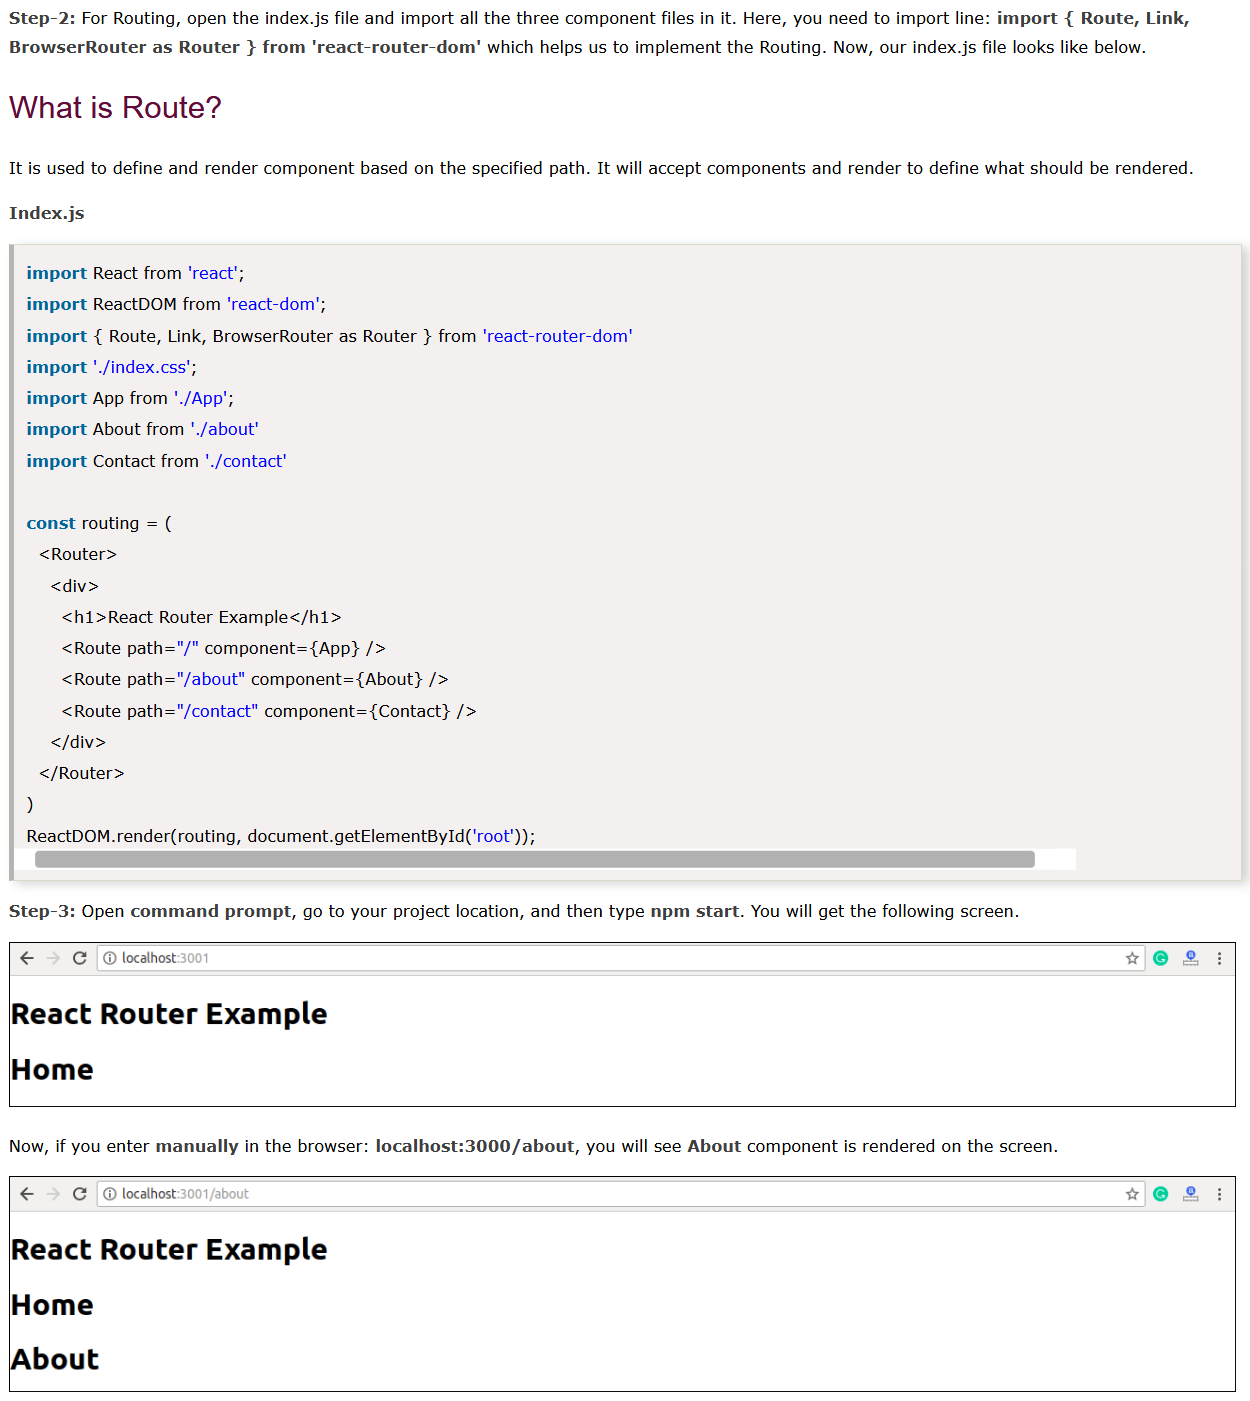 Step-2: For Routing, open the index.js file and import all the three component files in it. Here, you need to import line: import { Route, Link,
BrowserRouter as Router } from 'react-router-dom' which helps us to implement the Routing. Now, our index.js file looks like below.
What is Route?
It is used to define and render component based on the specified path. It will accept components and render to define what should be rendered.
Index.js
import React from 'react';
import ReactDOM from 'react-dom';
import { Route, Link, BrowserRouter as Router } from 'react-router-dom'
import './index.css';
import App from './App';
import About from './about'
import Contact from './contact'
const routing = (
<Router>
<div>
<h1>React Router Example</h1>
<Route path="/" component={App} />
<Route path="/about" component={About} />
<Route path="/contact" component={Contact} />
</div>
</Router>
)
ReactDOM.render(routing, document.getElementById('root'));
Step-3: Open command prompt, go to your project location, and then type npm start. You will get the following screen.
localhost:3001
React Router Example
Home
Now, if you enter manually in the browser: localhost:3000/about, you will see About component is rendered on the screen.
localhost:3001/about
React Router Example
Home
About